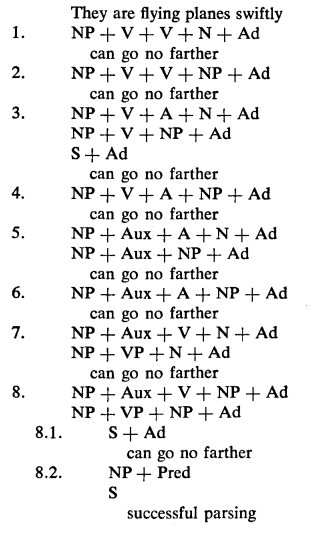 They are flying planes swiftly
1. NP + V + V + N + Ad
can go no farther
2. NP + V + V + NP + Ad
can go no farther
3. NP + V + A + N + Ad
NP + V + NP + Ad
S + Ad
can go no farther
4. NP + V + A + NP + Ad
can go no farther
5. NP + Aux + A + N + Ad
NP + Aux + NP + Ad
can go no farther
6. NP + Aux + A + NP + Ad
can go no farther
7. NP + Aux + V + N + Ad
NP + VP + N + Ad
can go no farther
8. NP + Aux + V + NP + Ad
NP + VP + NP + Ad
8.1. S + Ad
can go no farther
8.2. NP + Pred
S
successful parsing